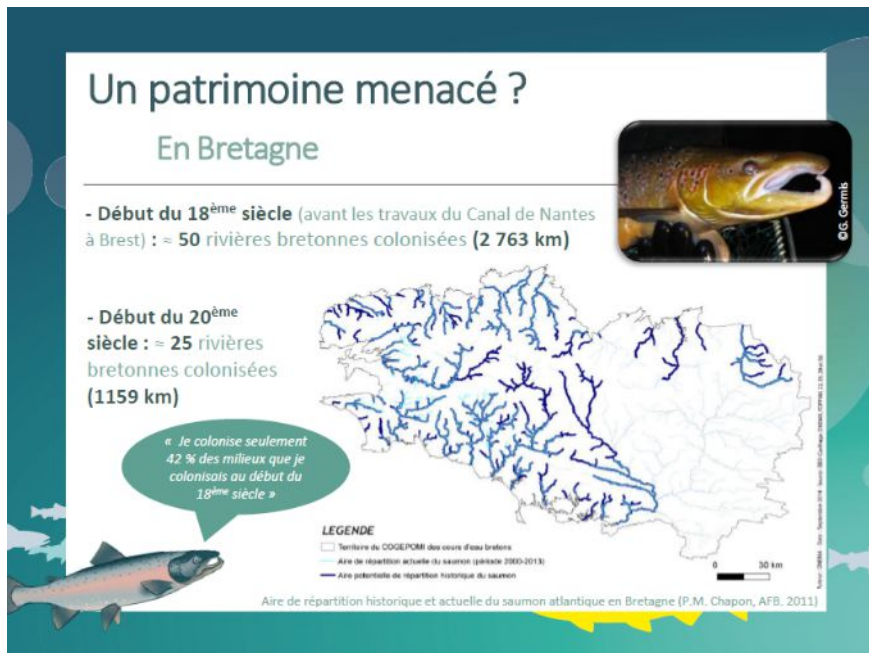 Un patrimoine menacé ?
En Bretagne
©G. Germis
- Début du 18ème siècle (avant les travaux du Canal de Nantes
à Brest) : ≈ 50 rivières bretonnes colonisées (2 763 km)
- Début du 20ème
siècle : ≈ 25 rivières
bretonnes colonisées
(1159 km)
« Je colonise seulement
42 % des milieux que je
colonisais au début du
18ème siècle »
LEGENDE
Territoire du COGEPOMI des cours d'eau bretons
Aire de répartition actuelle du saumon (période 2000-2013)
Aire potentielle de répartition historique du saumon
0 30 km
Aire de répartition historique et actuelle du saumon atlantique en Bretagne (P.M. Chapon, AFB. 2011)